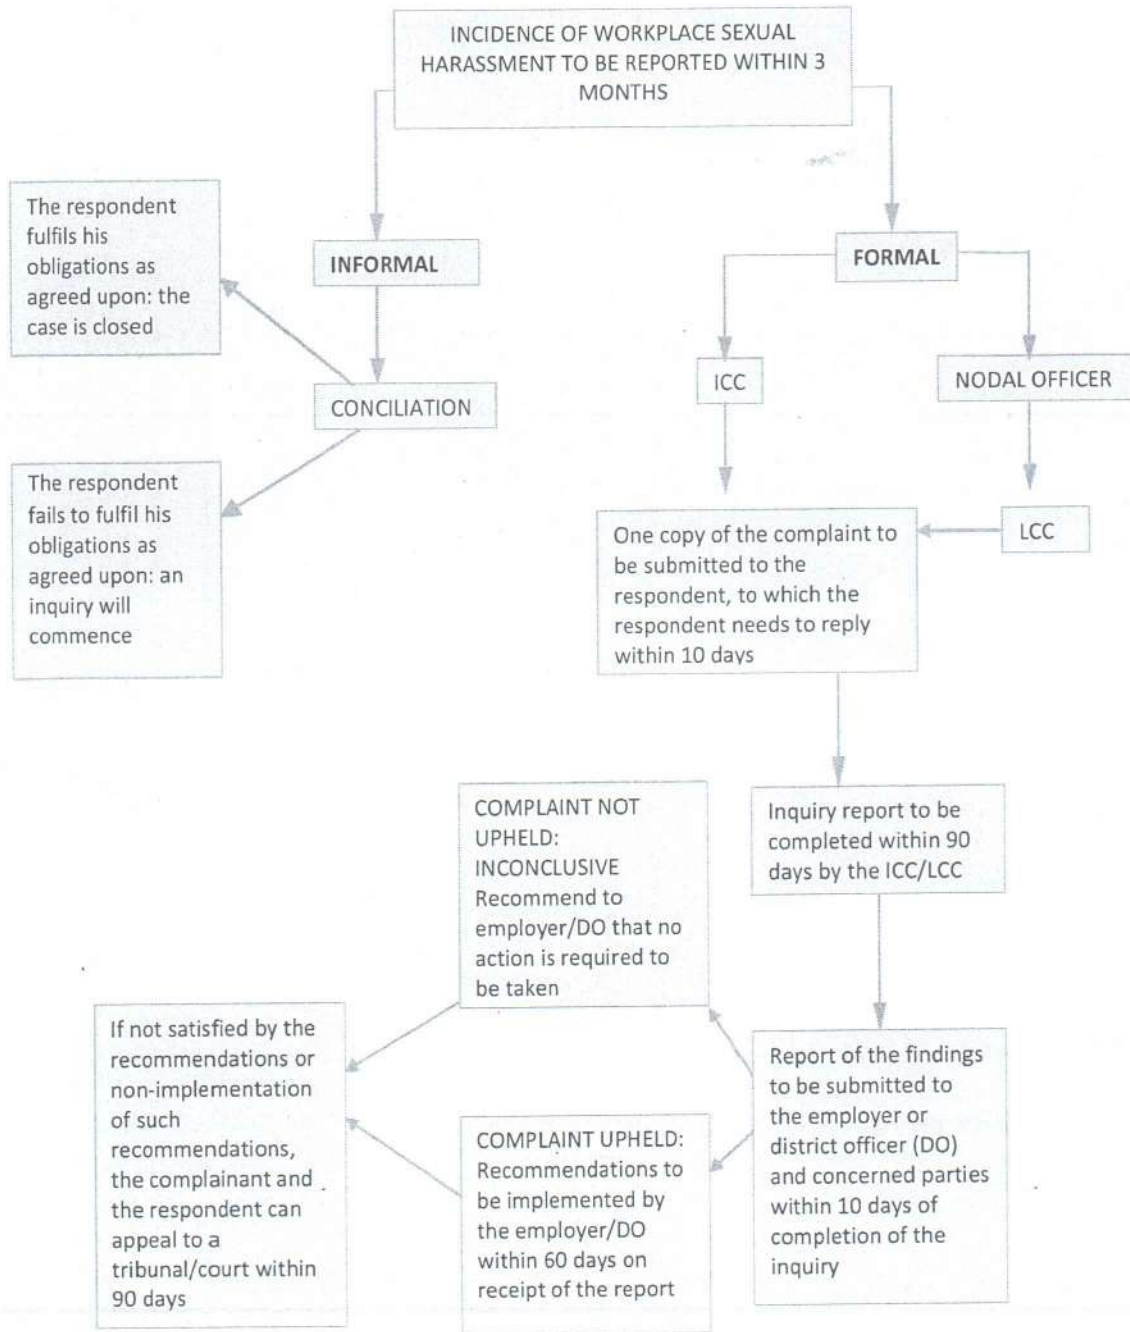 INCIDENCE OF WORKPLACE SEXUAL
HARASSMENT TO BE REPORTED WITHIN 3
MONTHS
The respondent
fulfils his
obligations as
agreed upon: the
case is closed
INFORMAL
FORMAL
ICC
NODAL OFFICER
CONCILIATION
The respondent
fails to fulfil his
obligations as
agreed upon: an
inquiry will
commence
One copy of the complaint to
be submitted to the
respondent, to which the
respondent needs to reply
within 10 days
LCC
Inquiry report to be
completed within 90
days by the ICC/LCC
COMPLAINT NOT
UPHELD:
INCONCLUSIVE
Recommend to
employer/DO that no
action is required to
be taken
Report of the findings
to be submitted to
the employer or
district officer (DO)
and concerned parties
within 10 days of
completion of the
inquiry
COMPLAINT UPHELD:
Recommendations to
be implemented by
the employer/DO
within 60 days on
receipt of the report
If not satisfied by the
recommendations or
non-implementation
of such
recommendations,
the complainant and
the respondent can
appeal to a
tribunal/court within
90 days